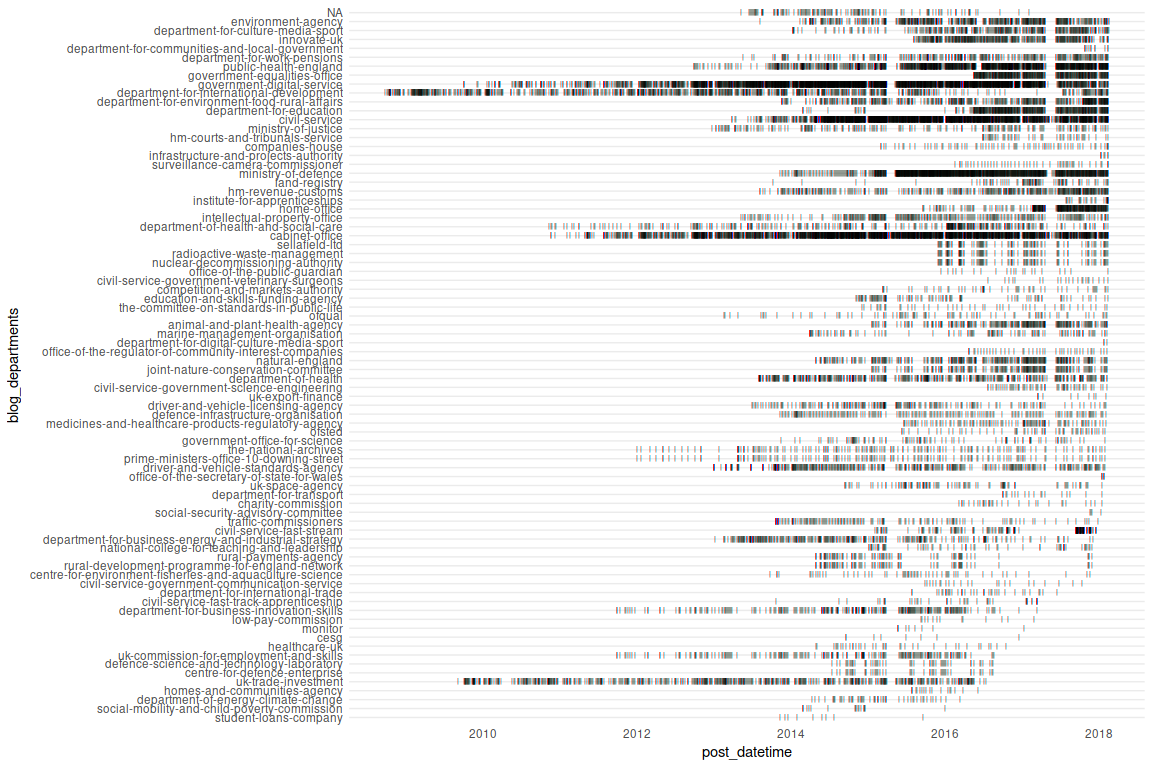 NA
environment-agency
department-for-culture-media-sport
innovate-uk
department-for-communities-and-local-government
department-for-work-pensions
public-health-england
government-equalities-office
government-digital-service
department-for-international-development
department-for-environment-food-rural-affairs
department-for-education
civil-service
ministry-of-justice
hm-courts-and-tribunals-service
companies-house
infrastructure-and-projects-authority
surveillance-camera-commissioner
ministry-of-defence
land-registry
hm-revenue-customs
institute-for-apprenticeships
home-office
intellectual-property-office
department-of-health-and-social-care
cabinet-office
sellafield-ltd
radioactive-waste-management
nuclear-decommissioning-authority
office-of-the-public-guardian
civil-service-government-veterinary-surgeons
competition-and-markets-authority
education-and-skills-funding-agency
the-committee-on-standards-in-public-life
ofqual
animal-and-plant-health-agency
marine-management-organisation
department-for-digital-culture-media-sport
office-of-the-regulator-of-community-interest-companies
natural-england
joint-nature-conservation-committee
department-of-health
civil-service-government-science-engineering
uk-export-finance
driver-and-vehicle-licensing-agency
defence-infrastructure-organisation
medicines-and-healthcare-products-regulatory-agency
ofsted
government-office-for-science
the-national-archives
prime-ministers-office-10-downing-street
driver-and-vehicle-standards-agency
office-of-the-secretary-of-state-for-wales
uk-space-agency
department-for-transport
charity-commission
social-security-advisory-committee
traffic-commissioners
civil-service-fast-stream
department-for-business-energy-and-industrial-strategy
national-college-for-teaching-and-leadership
rural-payments-agency
rural-development-programme-for-england-network
centre-for-environment-fisheries-and-aquaculture-science
civil-service-government-communication-service
department-for-international-trade
civil-service-fast-track-apprenticeship
department-for-business-innovation-skills
low-pay-commission
monitor
cesg
healthcare-uk
uk-commission-for-employment-and-skills
defence-science-and-technology-laboratory
centre-for-defence-enterprise
uk-trade-investment
homes-and-communities-agency
department-of-energy-climate-change
social-mobility-and-child-poverty-commission
student-loans-company
blog_departments
2010 2012 2014 2016 2018
post_datetime